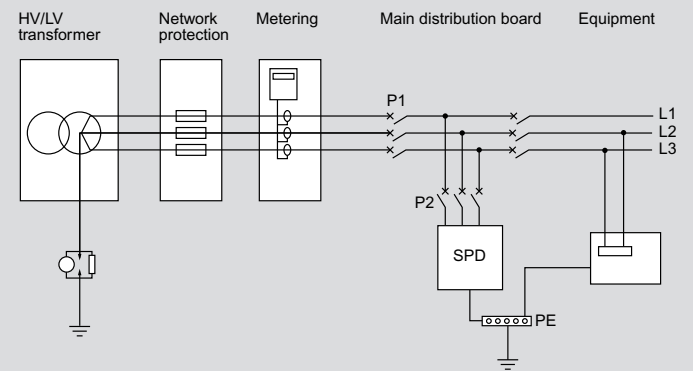 HV/LV
transformer
Network
protection
Metering
Main distribution board
Equipment
P1
L1
L2
L3
P2
SPD
PE